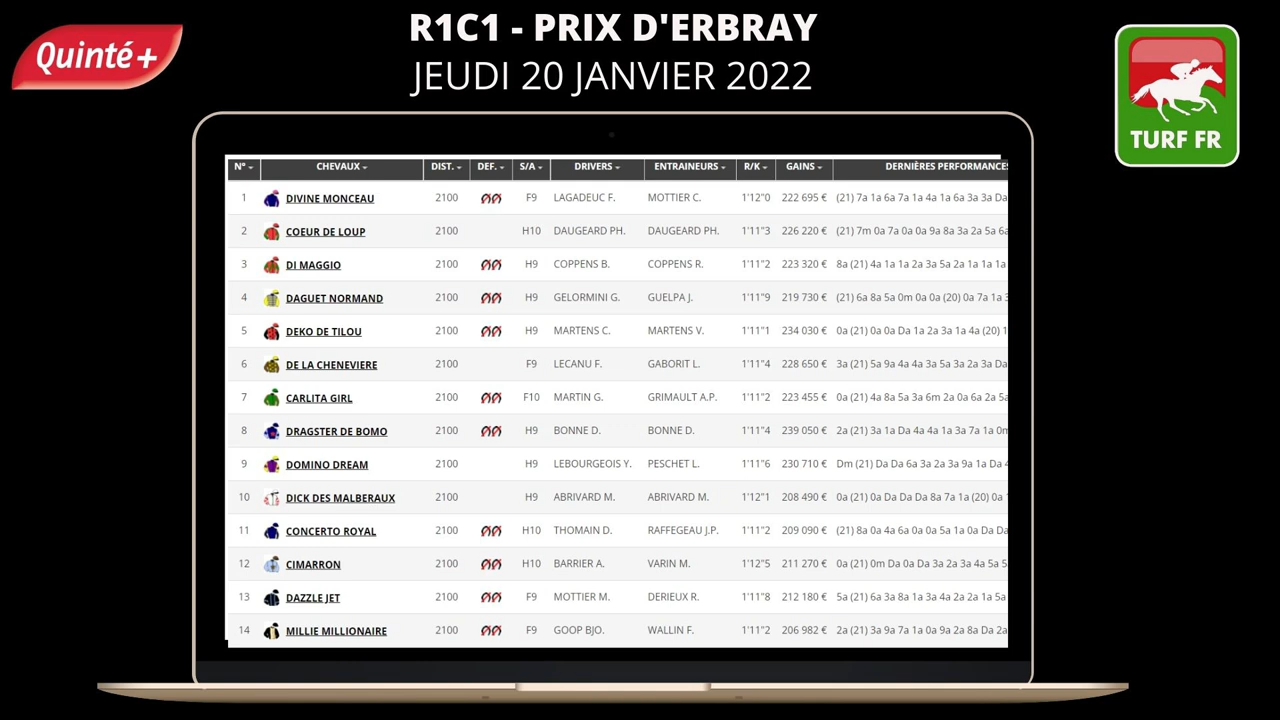 R1C1 - PRIX D'ERBRAY
Quinté+
JEUDI 20 JANVIER 2022
TURF FR
N° CHEVAUX DIST. DEF. S/A DRIVERS ENTRAINEURS R/K GAINS DERNIÈRES PERFORMANCES
1 DIVINE MONCEAU 2100 F9 LAGADEUC F. MOTTIER C. 1'12"0 222 695 € (21) 7a 1a 6a 7a 1a 4a 1a 6a 3a 3a Da
2 COEUR DE LOUP 2100 H10 DAUGEARD PH. DAUGEARD PH. 1'11"3 226 220 € (21) 7m 0a 7a 0a 0a 9a 8a 3a 2a 5a 6a
3 DI MAGGIO 2100 H9 COPPENS B. COPPENS R. 1'11"2 223 320 € 8a (21) 4a 1a 1a 2a 3a 5a 2a 1a 1a 1a
4 DAGUET NORMAND 2100 H9 GELORMINI G. GUELPA J. 1'11"9 219 730 € (21) 6a 8a 5a 0m 0a 0a (20) 0a 7a 1a 3
5 DEKO DE TILOU 2100 H9 MARTENS C. MARTENS V. 1'11"1 234 030 € 0a (21) 0a 0a Da 1a 2a 3a 1a 4a (20) 1
6 DE LA CHENEVIERE 2100 F9 LECANU F. GABORIT L. 1'11"4 228 650 € 3a (21) 5a 9a 4a 4a 3a 5a 3a 2a 3a Da
7 CARLITA GIRL 2100 F10 MARTIN G. GRIMAULT A.P. 1'11"2 223 455 € 0a (21) 4a 8a 5a 3a 6m 2a 0a 6a 2a 5a
8 DRAGSTER DE BOMO 2100 H9 BONNE D. BONNE D. 1'11"4 239 050 € 2a (21) 3a 1a Da 4a 4a 1a 3a 7a 1a 0m
9 DOMINO DREAM 2100 H9 LEBOURGEOIS Y. PESCHET L. 1'11"6 230 710 € Dm (21) Da Da 6a 3a 2a 3a 9a 1a Da 4
10 DICK DES MALBERAUX 2100 H9 ABRIVARD M. ABRIVARD M. 1'12"1 208 490 € 0a (21) 0a Da Da Da 8a 7a 1a (20) 0a 1
11 CONCERTO ROYAL 2100 H10 THOMAIN D. RAFFEGEAU J.P. 1'11"2 209 090 € (21) 8a 0a 4a 6a 0a 0a 5a 1a 0a Da Da
12 CIMARRON 2100 H10 BARRIER A. VARIN M. 1'12"5 211 270 € 0a (21) 0m Da 0a Da 3a 2a 3a 4a 5a 5
13 DAZZLE JET 2100 F9 MOTTIER M. DERIEUX R. 1'11"8 212 180 € 5a (21) 6a 3a 8a 1a 3a 4a 2a 2a 1a 5a
14 MILLIE MILLIONAIRE 2100 F9 GOOP BJO. WALLIN F. 1'11"2 206 982 € 2a (21) 3a 9a 7a 1a 0a 9a 2a 8a Da 2a